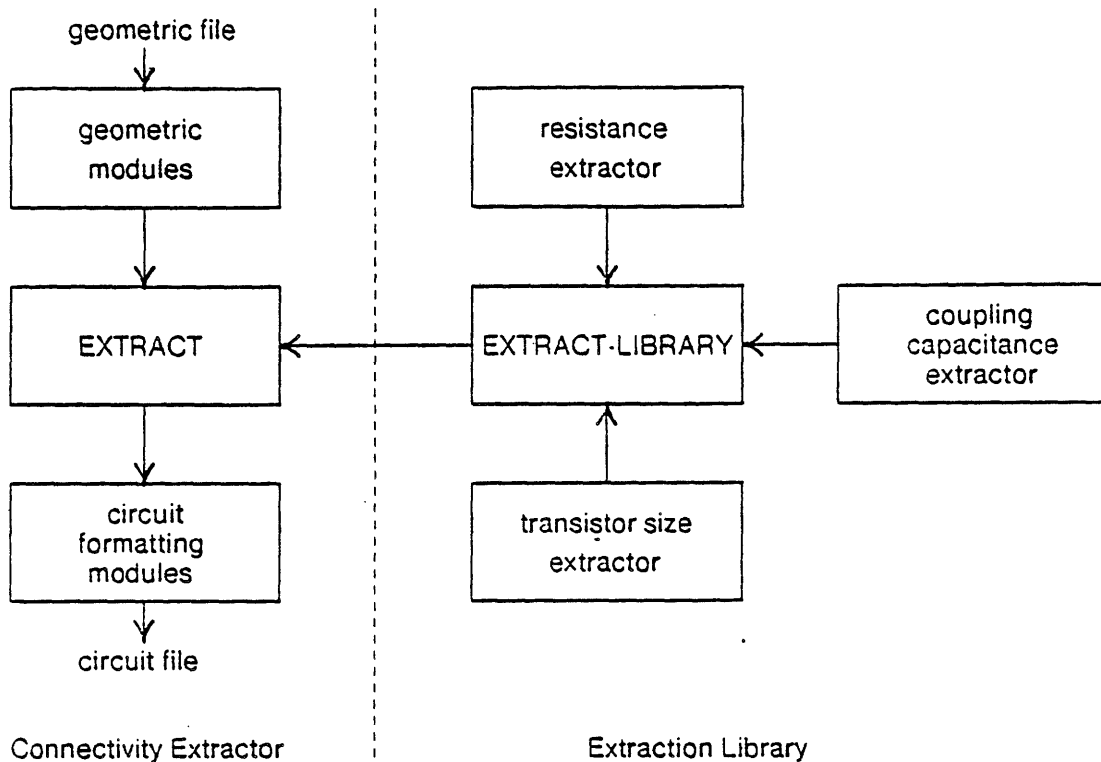 geometric file
geometric
modules
EXTRACT
circuit
formatting
modules
circuit file
Connectivity Extractor
resistance
extractor
EXTRACT-LIBRARY
coupling
capacitance
extractor
transistor size
extractor
Extraction Library